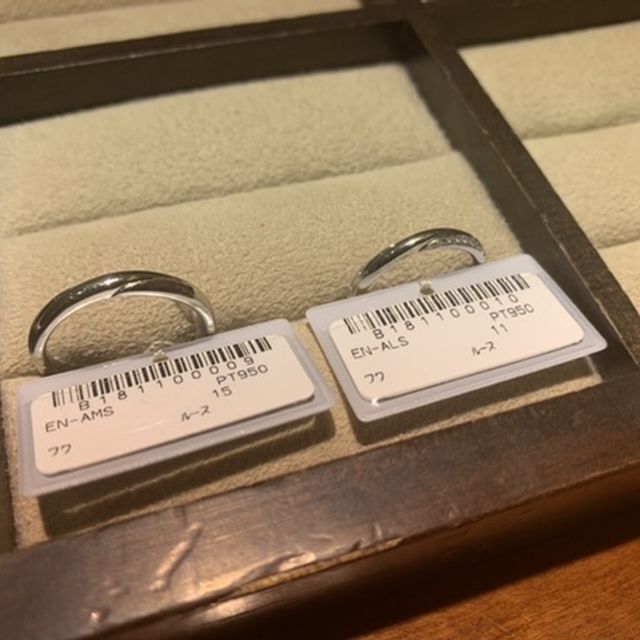 B181100009
EN-AMS PT950
15
フフ ルース
B181100010
EN-ALS PT950
11
フフ ルース